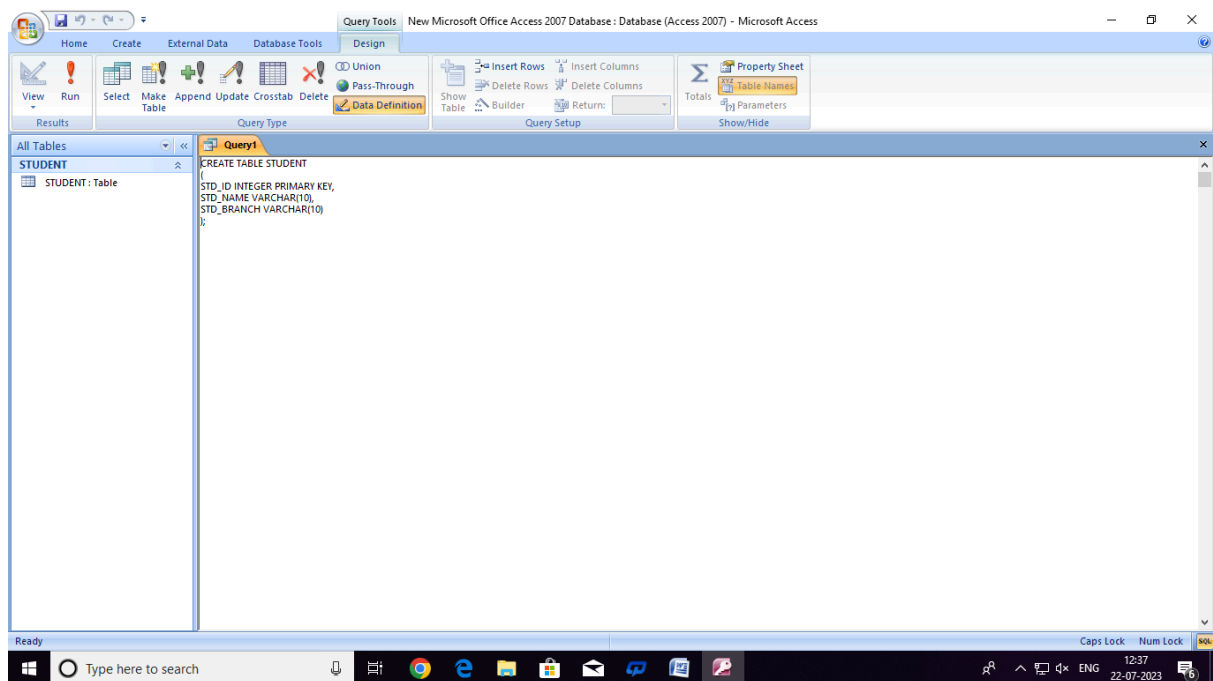 Query Tools New Microsoft Office Access 2007 Database : Database (Access 2007) - Microsoft Access
Home Create External Data Database Tools Design
View Run
Results
Select Make Table Append Update Crosstab Delete
Union
Pass-Through
Data Definition
Query Type
Show Table
Insert Rows Insert Columns
Delete Rows Delete Columns
Builder Return:
Query Setup
Totals
Property Sheet
Table Names
Parameters
Show/Hide
All Tables
STUDENT
STUDENT : Table
Query1
CREATE TABLE STUDENT
(
STD_ID INTEGER PRIMARY KEY,
STD_NAME VARCHAR(10),
STD_BRANCH VARCHAR(10)
);
Ready
Caps Lock Num Lock SQL
Type here to search
ENG
12:37
22-07-2023
6